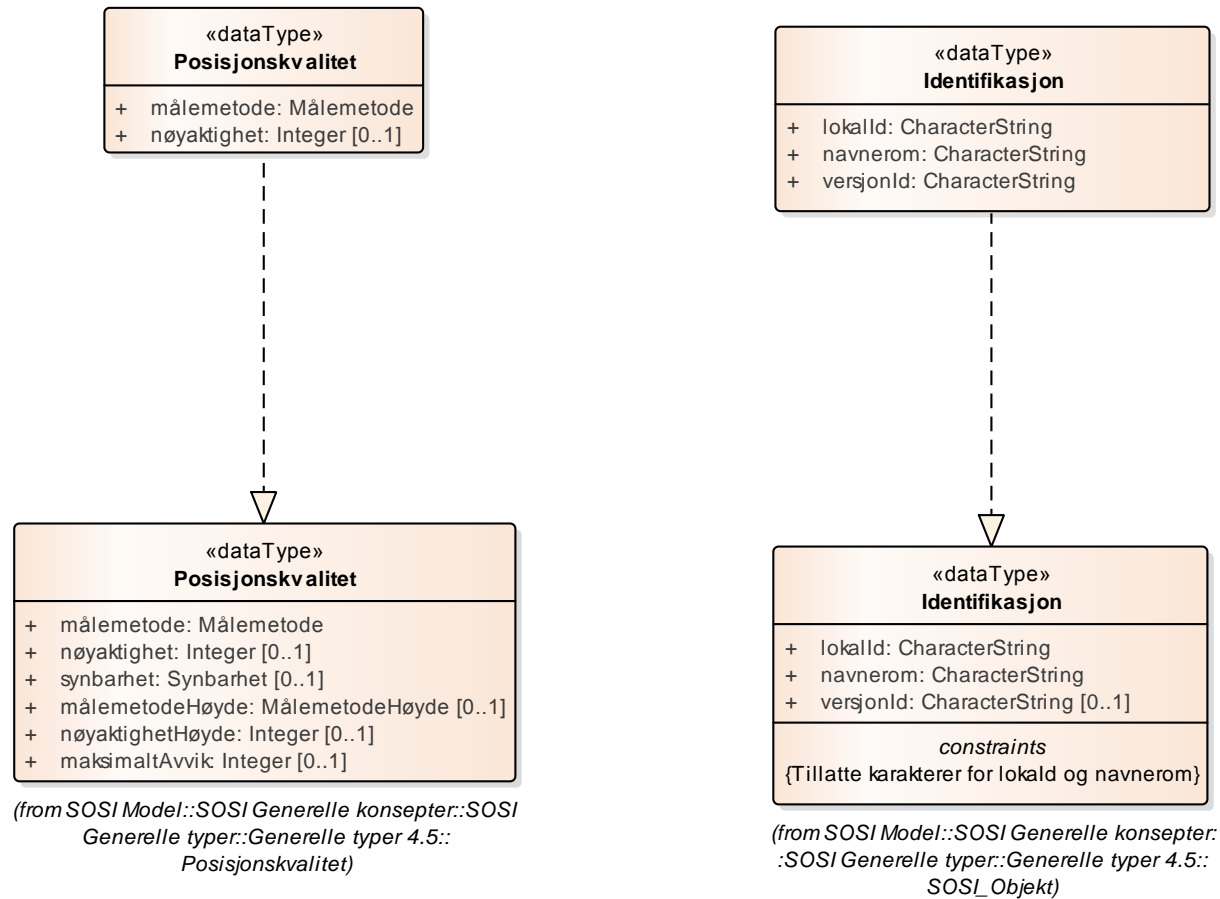 «dataType»
Posisjonskvalitet
+ målemetode: Målemetode
+ nøyaktighet: Integer [0..1]
«dataType»
Identifikasjon
+ lokalId: CharacterString
+ navnerom: CharacterString
+ versjonId: CharacterString
«dataType»
Posisjonskvalitet
+ målemetode: Målemetode
+ nøyaktighet: Integer [0..1]
+ synbarhet: Synbarhet [0..1]
+ målemetodeHøyde: MålemetodeHøyde [0..1]
+ nøyaktighetHøyde: Integer [0..1]
+ maksimaltAvvik: Integer [0..1]
(from SOSI Model::SOSI Generelle konsepter::SOSI
Generelle typer::Generelle typer 4.5::
Posisjonskvalitet)
«dataType»
Identifikasjon
+ lokalId: CharacterString
+ navnerom: CharacterString
+ versjonId: CharacterString [0..1]
constraints
{Tillatte karakterer for lokaId og navnerom}
(from SOSI Model::SOSI Generelle konsepter:
:SOSI Generelle typer::Generelle typer 4.5::
SOSI_Objekt)